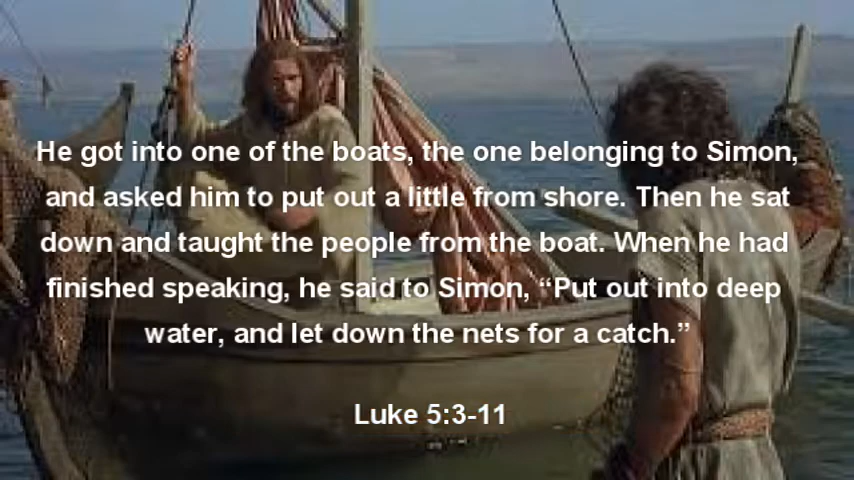 He got into one of the boats, the one belonging to Simon,
and asked him to put out a little from shore. Then he sat
down and taught the people from the boat. When he had
finished speaking, he said to Simon, “Put out into deep
water, and let down the nets for a catch.”
Luke 5:3-11